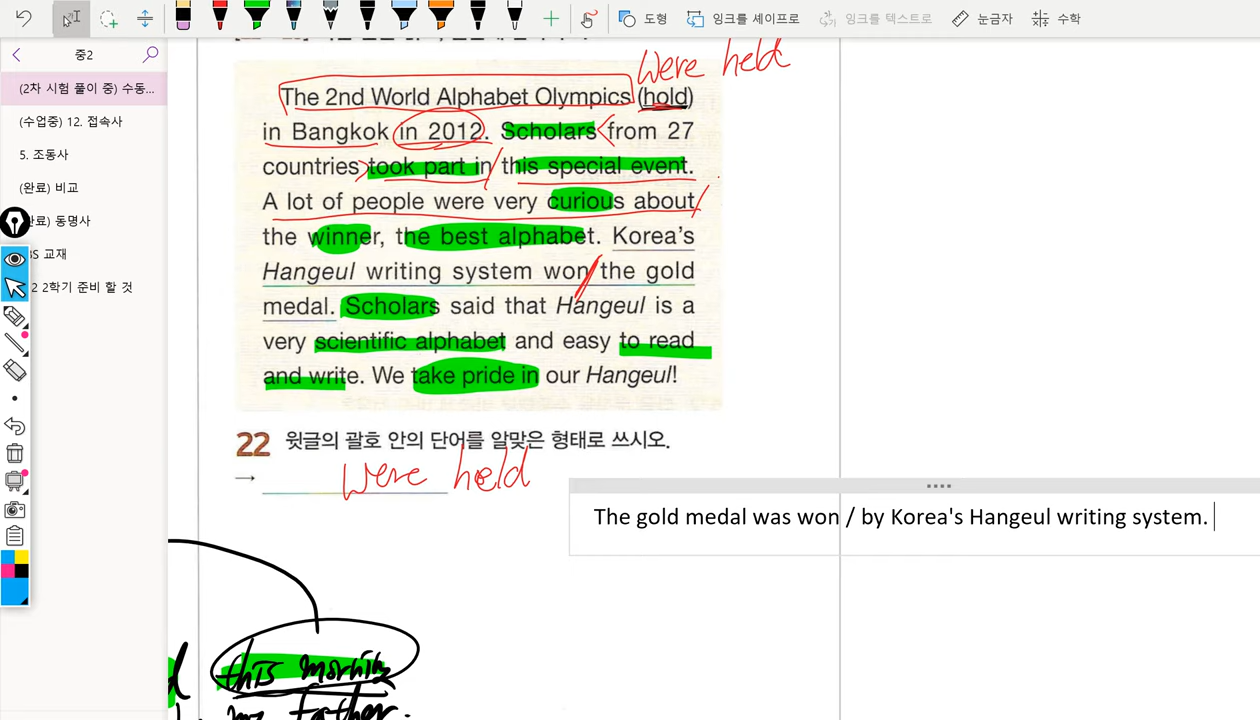 도형
잉크를 셰이프로
잉크를 텍스트로
눈금자
수학
중2
(2차 시험 풀이 중) 수동...
(수업중) 12. 접속사
5. 조동사
(완료) 비교
동명사
교재
2 2학기 준비 할 것
were held
The 2nd World Alphabet Olympics (hold)
in Bangkok in 2012. Scholars from 27
countries took part in this special event.
A lot of people were very curious about
the winner, the best alphabet. Korea's
Hangeul writing system won the gold
medal. Scholars said that Hangeul is a
very scientific alphabet and easy to read
and write. We take pride in our Hangeul!
22 윗글의 괄호 안의 단어를 알맞은 형태로 쓰시오.
→ were held
The gold medal was won / by Korea's Hangeul writing system.
this morning
father.